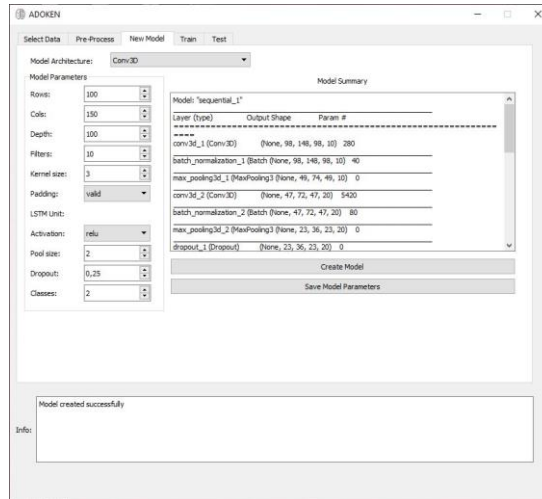 ADOKEN
Select Data Pre-Process New Model Train Test
Model Architecture: Conv3D
Model Parameters
Rows: 100
Cols: 150
Depth: 100
Filters: 10
Kernel size: 3
Padding: valid
LSTM Unit:
Activation: relu
Pool size: 2
Dropout: 0,25
Classes: 2
Model Summary
Model: "sequential_1"
Layer (type) Output Shape Param #
conv3d_1 (Conv3D) (None, 98, 148, 98, 10) 280
batch_normalization_1 (Batch (None, 98, 148, 98, 10) 40
max_pooling3d_1 (MaxPooling3 (None, 49, 74, 49, 10) 0
conv3d_2 (Conv3D) (None, 47, 72, 47, 20) 5420
batch_normalization_2 (Batch (None, 47, 72, 47, 20) 80
max_pooling3d_2 (MaxPooling3 (None, 23, 36, 23, 20) 0
dropout_1 (Dropout) (None, 23, 36, 23, 20) 0
Create Model
Save Model Parameters
Info:
Model created successfully